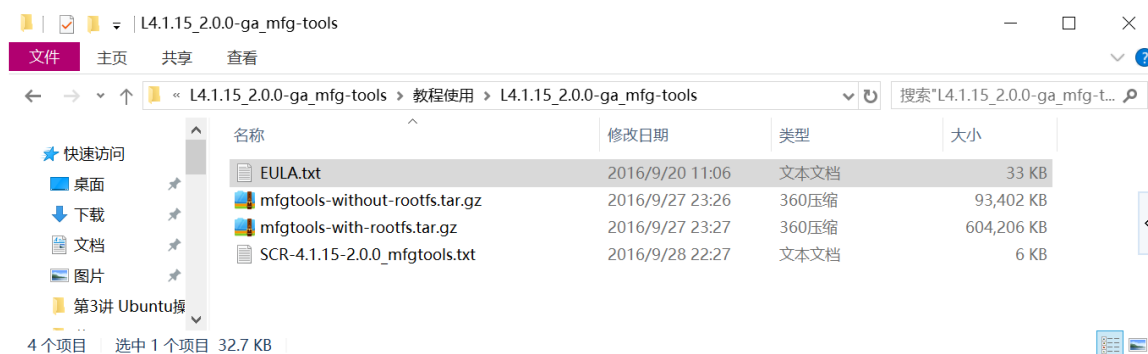 L4.1.15_2.0.0-ga_mfg-tools
文件 主页 共享 查看
« L4.1.15_2.0.0-ga_mfg-tools › 教程使用 › L4.1.15_2.0.0-ga_mfg-tools 搜索"L4.1.15_2.0.0-ga_mfg-t...
名称 修改日期 类型 大小
快速访问
EULA.txt 2016/9/20 11:06 文本文档 33 KB
桌面
mfgtools-without-rootfs.tar.gz 2016/9/27 23:26 360压缩 93,402 KB
下载
mfgtools-with-rootfs.tar.gz 2016/9/27 23:27 360压缩 604,206 KB
文档
SCR-4.1.15-2.0.0_mfgtools.txt 2016/9/28 22:27 文本文档 6 KB
图片
第3讲 Ubuntu操
4 个项目 选中 1 个项目 32.7 KB